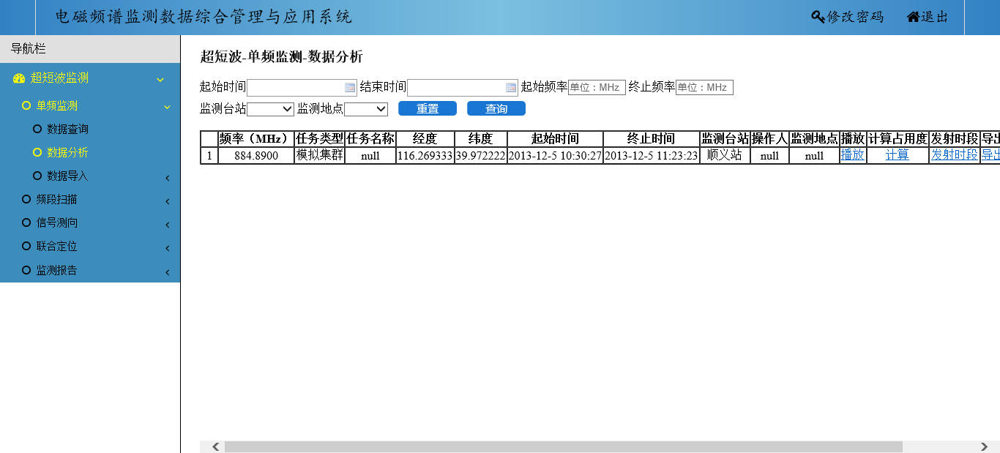 电磁频谱监测数据综合管理与应用系统
修改密码 退出
导航栏
超短波监测
单频监测
数据查询
数据分析
数据导入
频段扫描
信号测向
联合定位
监测报告
超短波-单频监测-数据分析
起始时间 结束时间 起始频率 单位：MHz 终止频率 单位：MHz
监测台站 监测地点 重置 查询
频率（MHz） 任务类型 任务名称 经度 纬度 起始时间 终止时间 监测台站 操作人 监测地点 播放 计算占用度 发射时段 导出
1 884.8900 模拟集群 null 116.269333 39.972222 2013-12-5 10:30:27 2013-12-5 11:23:23 顺义站 null null 播放 计算 发射时段 导出